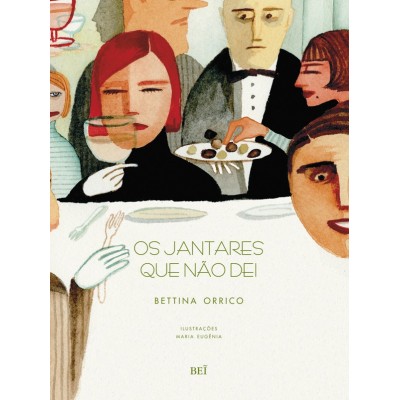 OS JANTARES
QUE NÃO DEI
BETTINA ORRICO
ILUSTRAÇÕES
MARIA EUGÊNIA
BEĨ